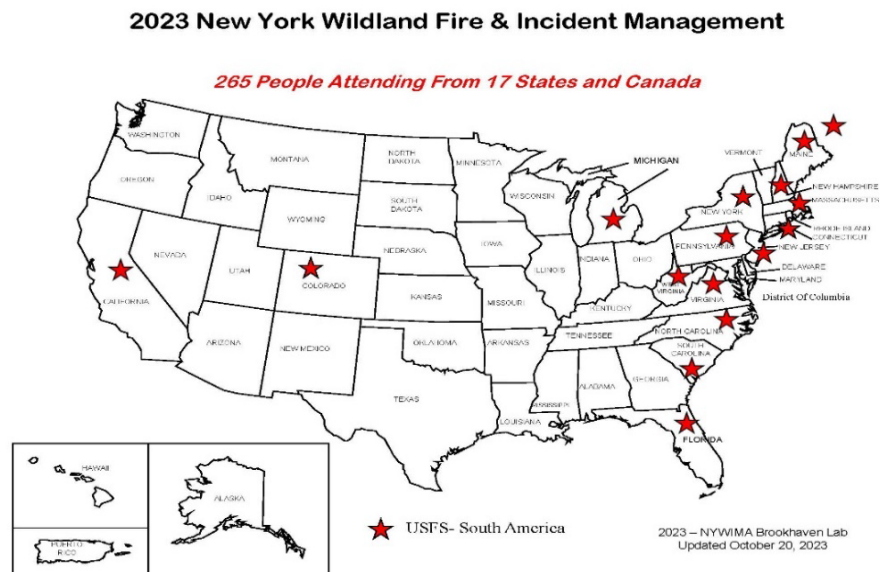 2023 New York Wildland Fire & Incident Management
265 People Attending From 17 States and Canada
WASHINGTON
MONTANA
NORTH
DAKOTA
MINNESOTA
MICHIGAN
VERMONT
MAINE
OREGON
IDAHO
WYOMING
SOUTH
DAKOTA
WISCONSIN
NEW YORK
NEW HAMPSHIRE
MASSACHUSETTS
RHODE ISLAND
CONNECTICUT
NEW JERSEY
NEVADA
UTAH
COLORADO
NEBRASKA
IOWA
ILLINOIS
INDIANA
OHIO
PENNSYLVANIA
DELAWARE
MARYLAND
District Of Columbia
CALIFORNIA
KANSAS
MISSOURI
KENTUCKY
WEST
VIRGINIA
VIRGINIA
ARIZONA
NEW MEXICO
OKLAHOMA
ARKANSAS
TENNESSEE
NORTH CAROLINA
SOUTH
CAROLINA
TEXAS
LOUISIANA
MISSISSIPPI
ALABAMA
GEORGIA
FLORIDA
HAWAII
ALASKA
PUERTO
RICO
USFS- South America
2023 – NYWIMA Brookhaven Lab
Updated October 20, 2023